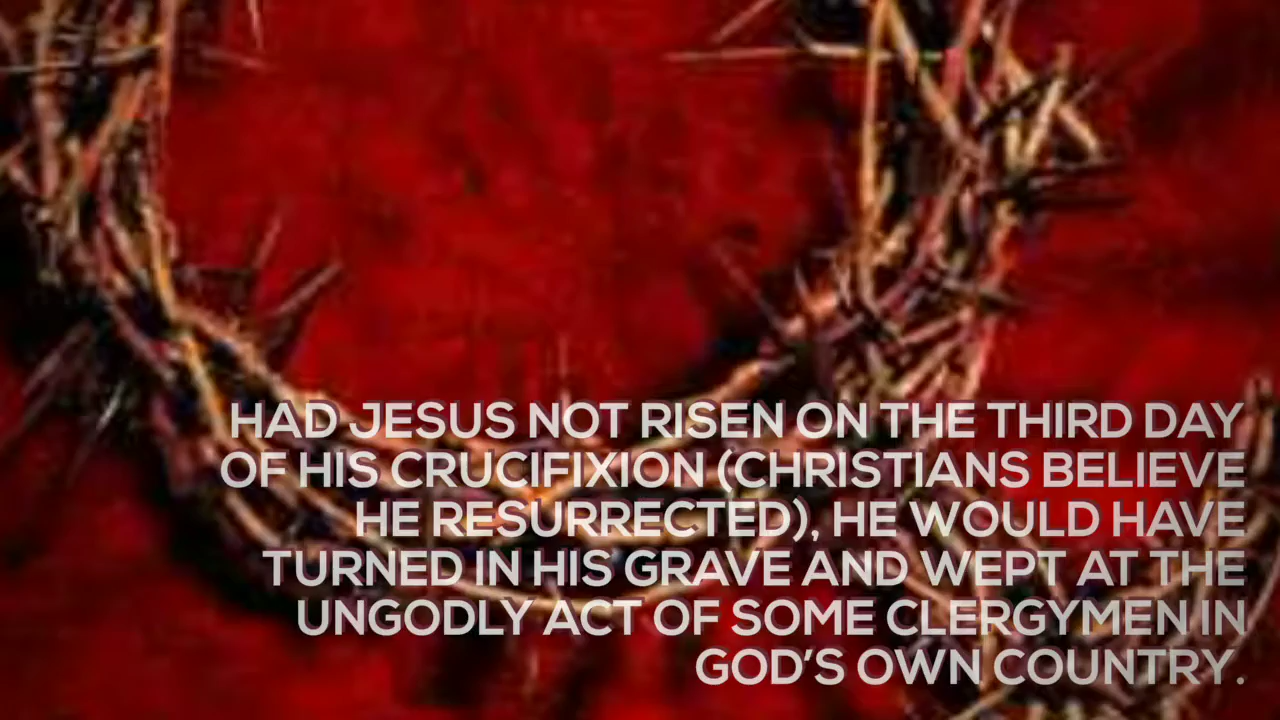 HAD JESUS NOT RISEN ON THE THIRD DAY
OF HIS CRUCIFIXION (CHRISTIANS BELIEVE
HE RESURRECTED), HE WOULD HAVE
TURNED IN HIS GRAVE AND WEPT AT THE
UNGODLY ACT OF SOME CLERGYMEN IN
GOD'S OWN COUNTRY.